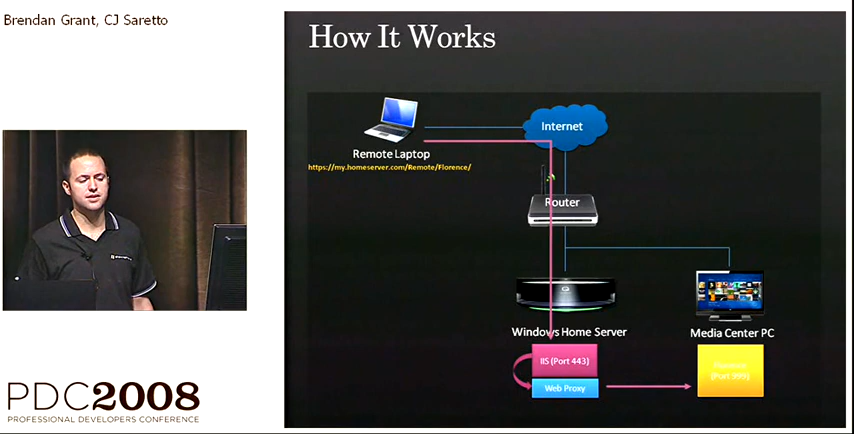 Brendan Grant, CJ Saretto
How It Works
Internet
Remote Laptop
https://my.homeserver.com/Remote/Florence/
Router
Windows Home Server
Media Center PC
IIS (Port 443)
Web Proxy
(Port 599)
PDC2008
PROFESSIONAL DEVELOPERS CONFERENCE